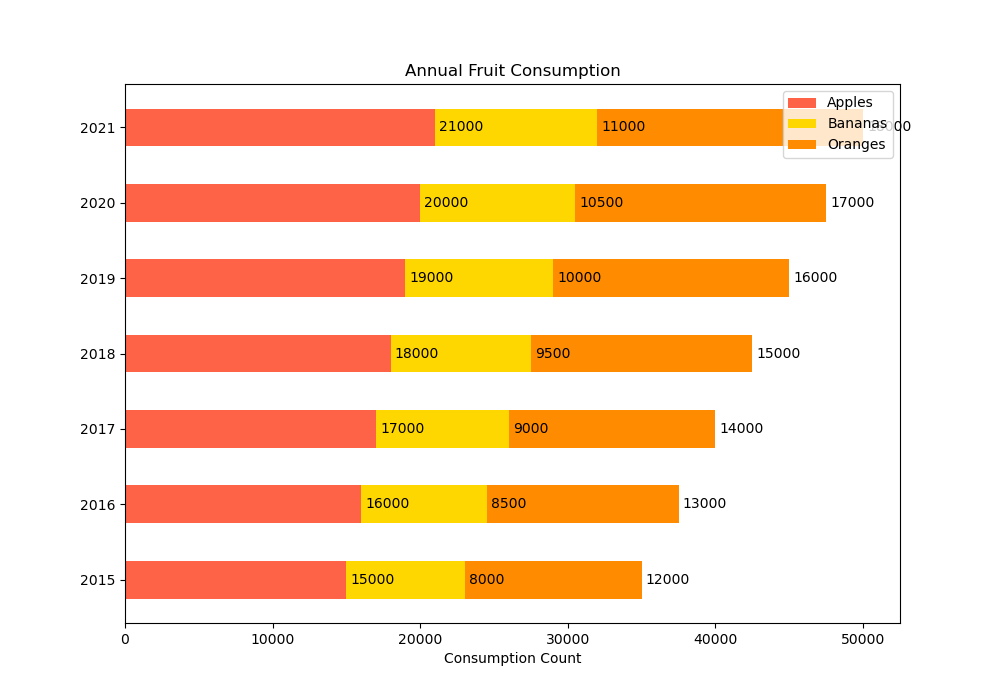 Annual Fruit Consumption
Apples
Bananas
Oranges
2021 21000 11000
2020 20000 10500 17000
2019 19000 10000 16000
2018 18000 9500 15000
2017 17000 9000 14000
2016 16000 8500 13000
2015 15000 8000 12000
0 10000 20000 30000 40000 50000
Consumption Count